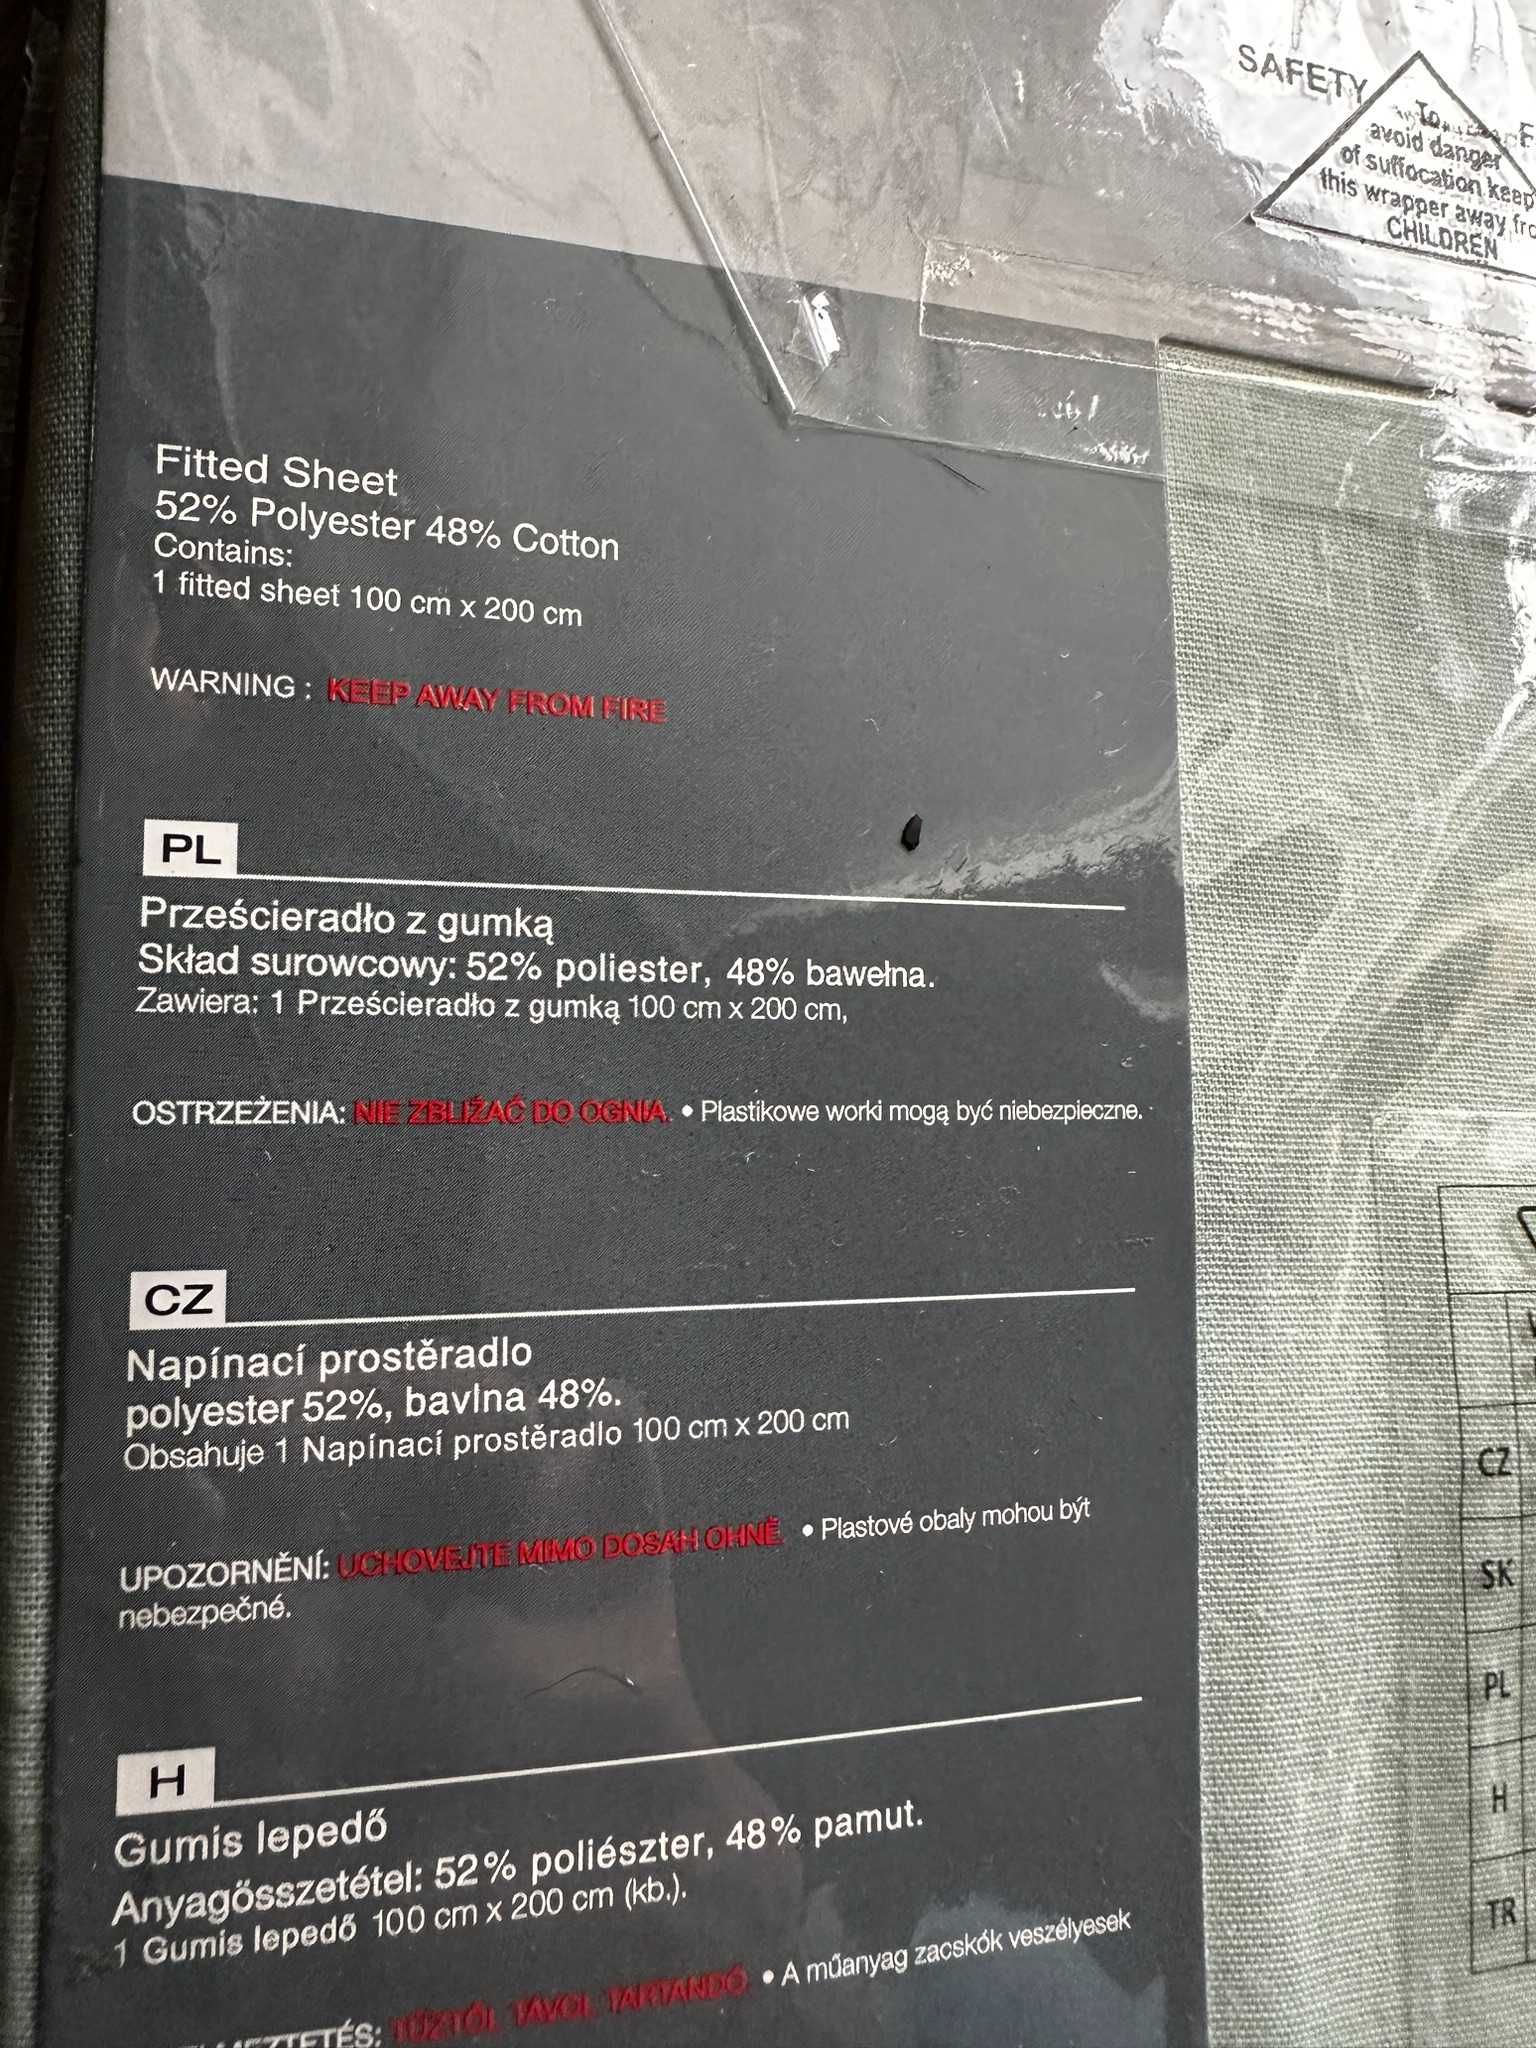 SAFETY
To
avoid danger
of suffocation keep
this wrapper away
CHILDREN
Fitted Sheet
52% Polyester 48% Cotton
Contains:
1 fitted sheet 100 cm x 200 cm
WARNING : KEEP AWAY FROM FIRE
PL
Prześcieradło z gumką
Skład surowcowy: 52% poliester, 48% bawełna.
Zawiera: 1 Prześcieradło z gumką 100 cm x 200 cm,
OSTRZEŻENIA: NIE ZBLIŻAĆ DO OGNIA. • Plastikowe worki mogą być niebezpieczne.
CZ
Napínací prostěradlo
polyester 52%, bavlna 48%.
Obsahuje 1 Napínací prostěradlo 100 cm x 200 cm
UPOZORNĚNÍ: UCHOVEJTE MIMO DOSAH OHNĚ. • Plastové obaly mohou být
nebezpečné.
H
Gumis lepedő
Anyagösszetétel: 52% poliészter, 48% pamut.
1 Gumis lepedő 100 cm x 200 cm (kb.).
TŰZTŐL TÁVOL TARTANDÓ • A műanyag zacskók veszélyesek
CZ
SK
PL
H
TR